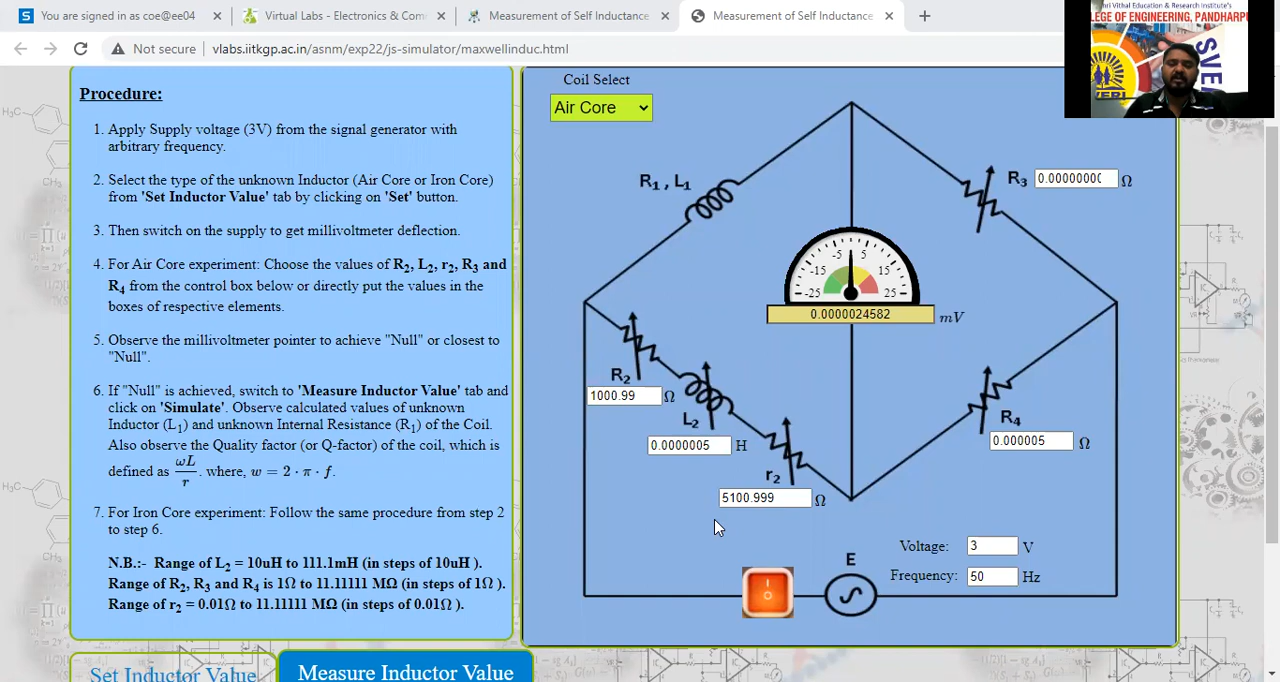 You are signed in as coe@ee04
Virtual Labs - Electronics & Com
Measurement of Self Inductance
Measurement of Self Inductance
Not secure
vlabs.iitkgp.ac.in/asnm/exp22/js-simulator/maxwellinduc.html
LEGE OF ENGINEERING, PANDHARP
SVE
Procedure:
1. Apply Supply voltage (3V) from the signal generator with
arbitrary frequency.
2. Select the type of the unknown Inductor (Air Core or Iron Core)
from 'Set Inductor Value' tab by clicking on 'Set' button.
3. Then switch on the supply to get millivoltmeter deflection.
4. For Air Core experiment: Choose the values of R2, L2, r2, R3 and
R4 from the control box below or directly put the values in the
boxes of respective elements.
5. Observe the millivoltmeter pointer to achieve "Null" or closest to
"Null".
6. If "Null" is achieved, switch to 'Measure Inductor Value' tab and
click on 'Simulate'. Observe calculated values of unknown
Inductor (L1) and unknown Internal Resistance (R1) of the Coil.
Also observe the Quality factor (or Q-factor) of the coil, which is
defined as ωL/r where, w = 2 · π · f.
7. For Iron Core experiment: Follow the same procedure from step 2
to step 6.
N.B.:- Range of L2 = 10uH to 111.1mH (in steps of 10uH ).
Range of R2, R3 and R4 is 1Ω to 11.11111 MΩ (in steps of 1Ω ).
Range of r2 = 0.01Ω to 11.11111 MΩ (in steps of 0.01Ω ).
Set Inductor Value
Measure Inductor Value
Coil Select
Air Core
R1 , L1
R3 0.00000000 Ω
-25 -15 -5 5 15 25
0.0000024582 mV
R2
1000.99 Ω
L2
0.0000005 H
r2
5100.999 Ω
R4
0.000005 Ω
E
Voltage: 3 V
Frequency: 50 Hz